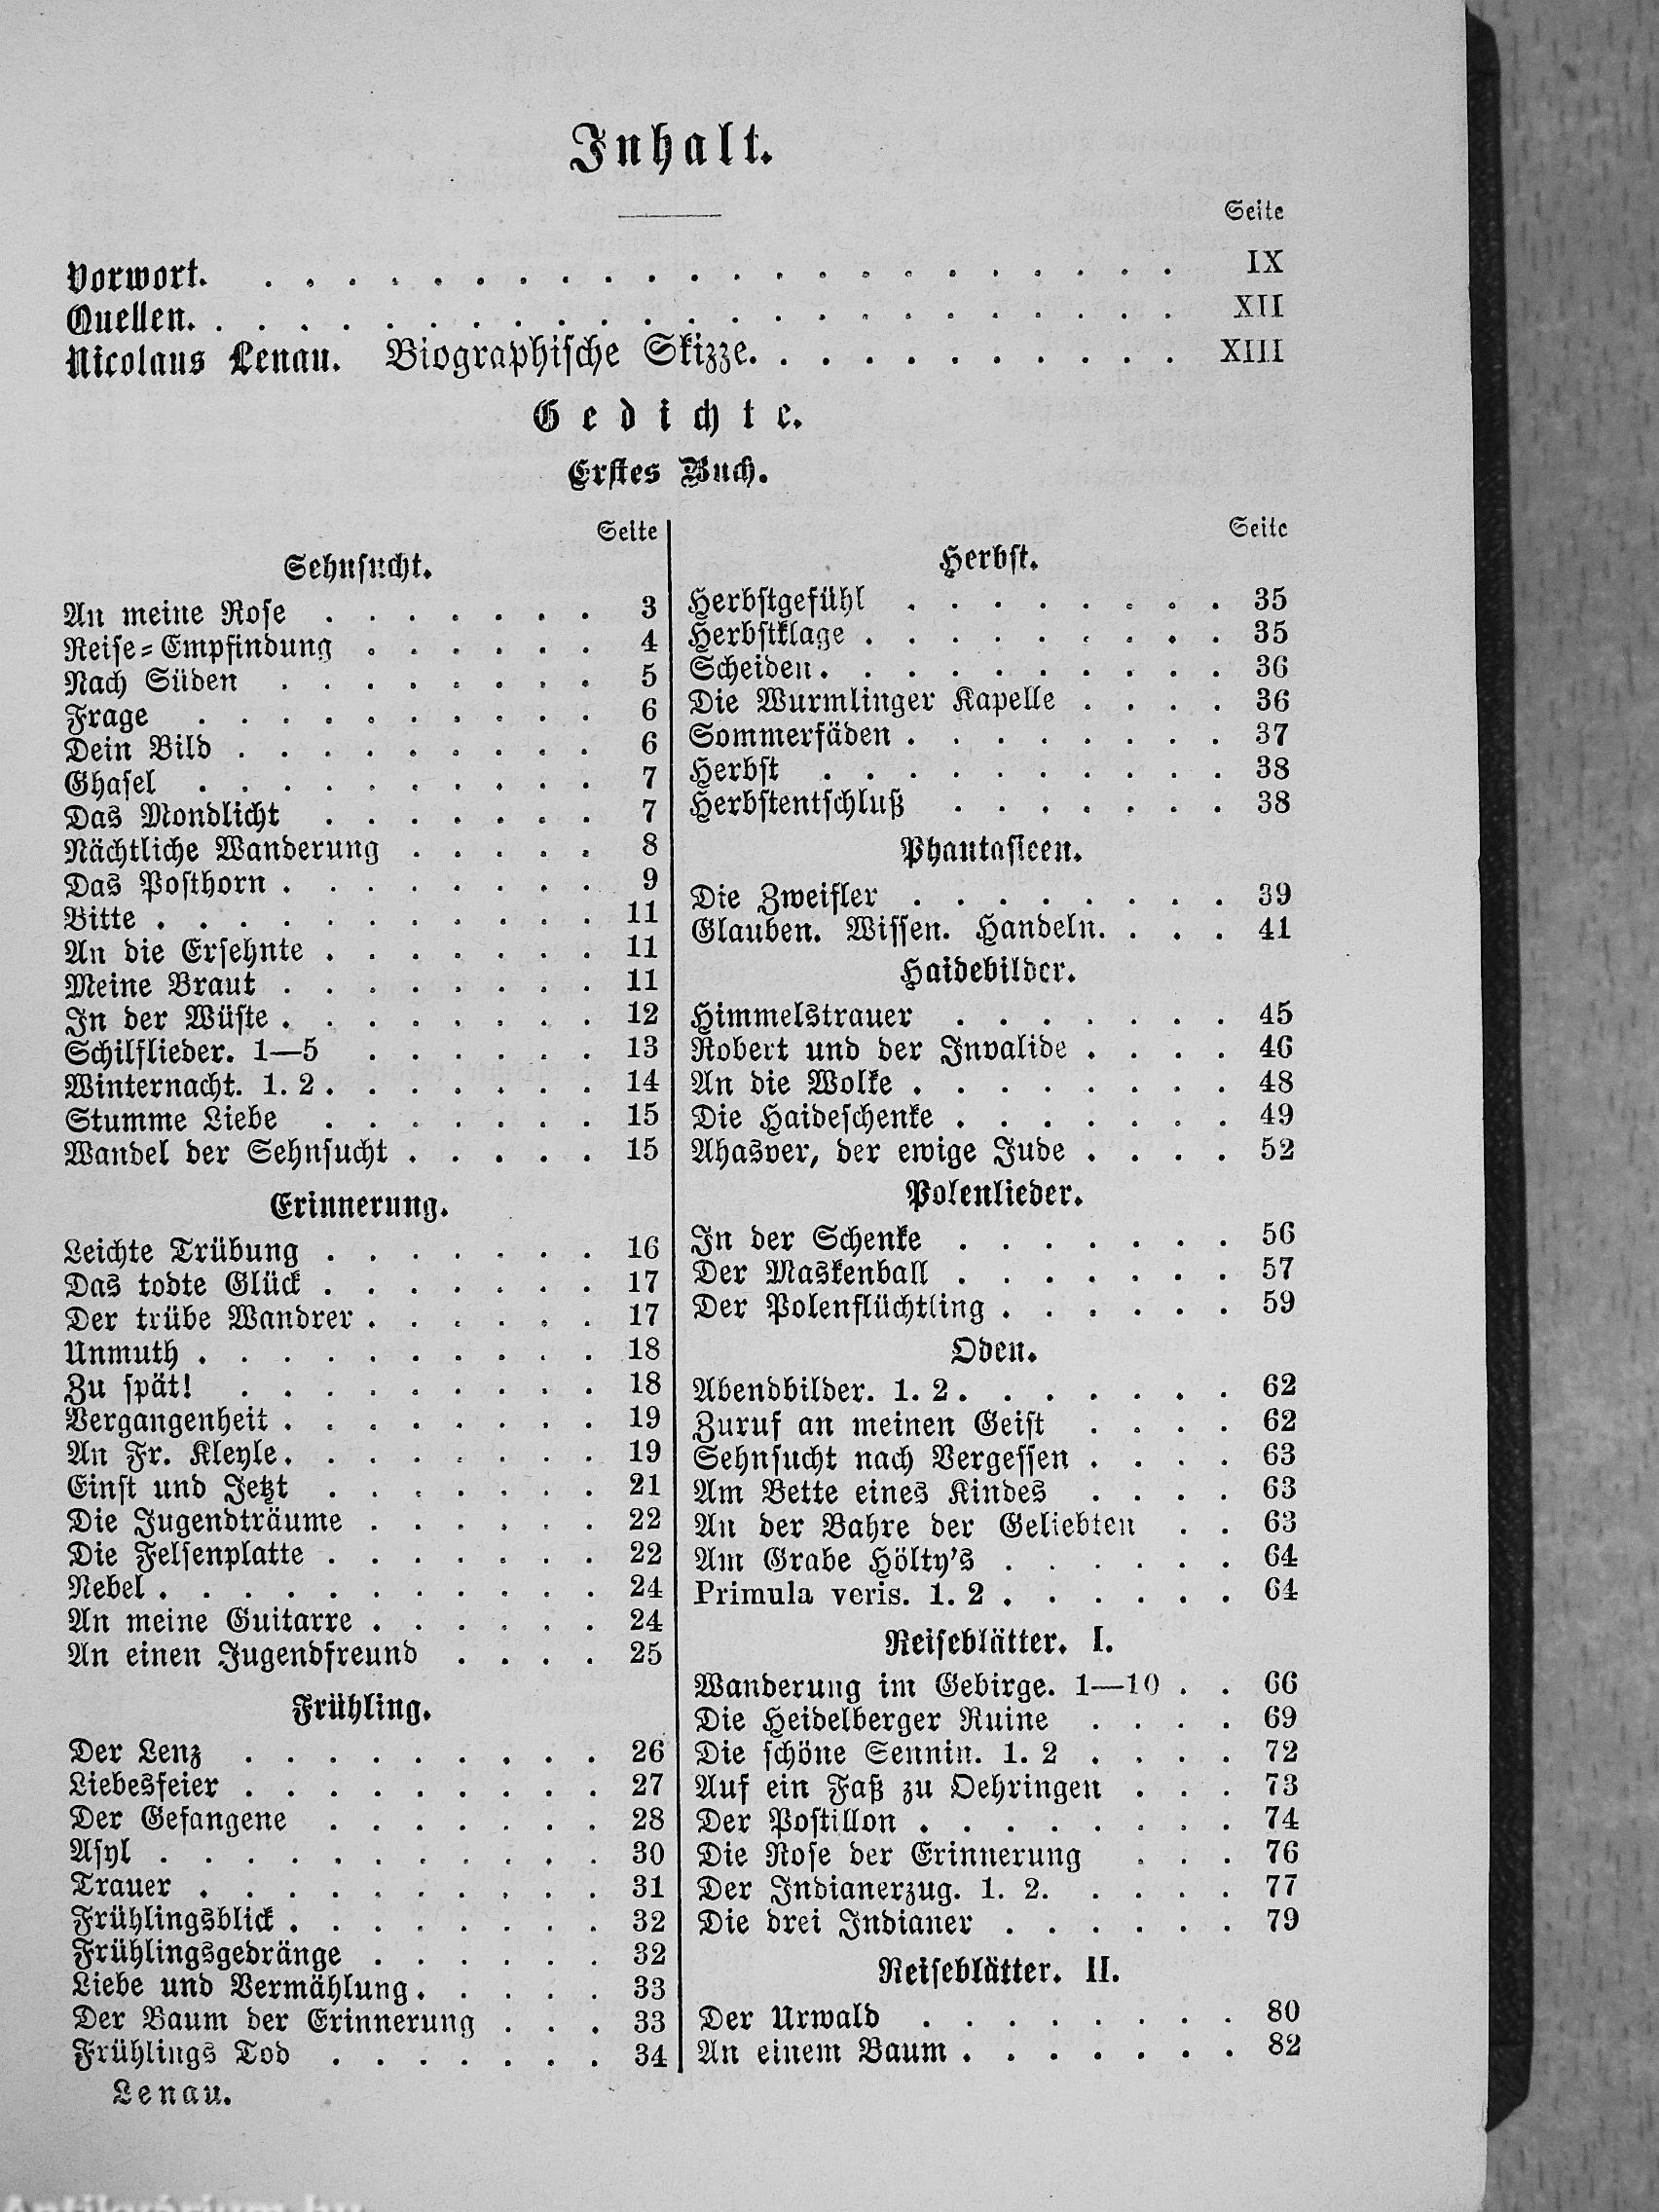 Inhalt.
Seite
Vorwort. . . . . . . . . . . . . . . . . . . . . . . IX
Quellen. . . . . . . . . . . . . . . . . . . . . . . . XII
Nicolaus Lenau. Biographische Skizze. . . . . . . . . . . XIII
Gedichte.
Erstes Buch.
Seite
Sehnsucht.
An meine Rose . . . . . . . 3
Reise-Empfindung . . . . . . 4
Nach Süden . . . . . . . . 5
Frage . . . . . . . . . . 6
Dein Bild . . . . . . . . . 6
Ghasel . . . . . . . . . . 7
Das Mondlicht . . . . . . . 7
Nächtliche Wanderung . . . . . 8
Das Posthorn . . . . . . . . 9
Bitte . . . . . . . . . . . 11
An die Ersehnte . . . . . . . 11
Meine Braut . . . . . . . . 11
In der Wüste . . . . . . . . 12
Schilflieder. 1—5 . . . . . . 13
Winternacht. 1. 2 . . . . . . . 14
Stumme Liebe . . . . . . . 15
Wandel der Sehnsucht . . . . . 15
Erinnerung.
Leichte Trübung . . . . . . . 16
Das todte Glück . . . . . . . 17
Der trübe Wandrer . . . . . . 17
Unmuth . . . . . . . . . . 18
Zu spät! . . . . . . . . . 18
Vergangenheit . . . . . . . . 19
An Fr. Kleyle. . . . . . . . 19
Einst und Jetzt . . . . . . . 21
Die Jugendträume . . . . . . 22
Die Felsenplatte . . . . . . . 22
Nebel . . . . . . . . . . . 24
An meine Guitarre . . . . . . 24
An einen Jugendfreund . . . . 25
Frühling.
Der Lenz . . . . . . . . . 26
Liebesfeier . . . . . . . . . 27
Der Gefangene . . . . . . . 28
Asyl . . . . . . . . . . . 30
Trauer . . . . . . . . . . 31
Frühlingsblick . . . . . . . . 32
Frühlingsgedränge . . . . . . 32
Liebe und Vermählung . . . . . 33
Der Baum der Erinnerung . . . 33
Frühlings Tod . . . . . . . 34
Seite
Herbst.
Herbstgefühl . . . . . . . . 35
Herbstklage . . . . . . . . . 35
Scheiden . . . . . . . . . . 36
Die Wurmlinger Kapelle . . . . 36
Sommerfäden . . . . . . . . 37
Herbst . . . . . . . . . . 38
Herbstentschluß . . . . . . . 38
Phantasieen.
Die Zweifler . . . . . . . . 39
Glauben. Wissen. Handeln. . . . 41
Haidebilder.
Himmelstrauer . . . . . . . 45
Robert und der Invalide . . . . 46
An die Wolke . . . . . . . . 48
Die Haideschenke . . . . . . . 49
Ahasver, der ewige Jude . . . . 52
Polenlieder.
In der Schenke . . . . . . . 56
Der Maskenball . . . . . . . 57
Der Polenflüchtling . . . . . . 59
Oden.
Abendbilder. 1. 2 . . . . . . . 62
Zuruf an meinen Geist . . . . 62
Sehnsucht nach Vergessen . . . . 63
Am Bette eines Kindes . . . . 63
An der Bahre der Geliebten . . 63
Am Grabe Hölty's . . . . . . 64
Primula veris. 1. 2 . . . . . . 64
Reiseblätter. I.
Wanderung im Gebirge. 1—10 . . 66
Die Heidelberger Ruine . . . . 69
Die schöne Sennin. 1. 2 . . . . 72
Auf ein Faß zu Oehringen . . . 73
Der Postillon . . . . . . . . 74
Die Rose der Erinnerung . . . 76
Der Indianerzug. 1. 2. . . . . 77
Die drei Indianer . . . . . . 79
Reiseblätter. II.
Der Urwald . . . . . . . . 80
An einem Baum . . . . . . . 82
Lenau.
Antikvárium.hu